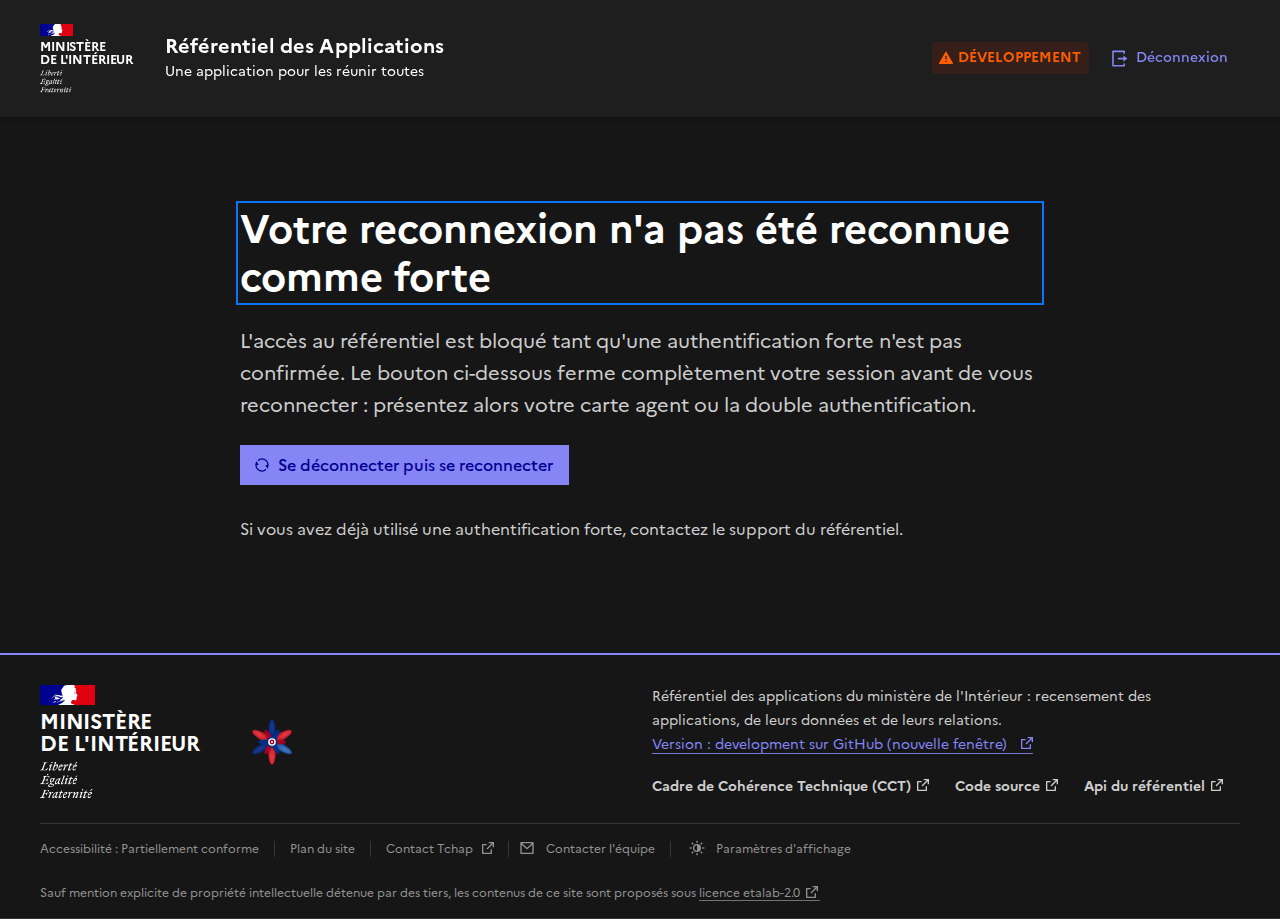 MINISTÈRE
DE L'INTÉRIEUR
Liberté
Égalité
Fraternité
Référentiel des Applications
Une application pour les réunir toutes
DÉVELOPPEMENT
Déconnexion
Votre reconnexion n'a pas été reconnue
comme forte
L'accès au référentiel est bloqué tant qu'une authentification forte n'est pas
confirmée. Le bouton ci-dessous ferme complètement votre session avant de vous
reconnecter : présentez alors votre carte agent ou la double authentification.
Se déconnecter puis se reconnecter
Si vous avez déjà utilisé une authentification forte, contactez le support du référentiel.
MINISTÈRE
DE L'INTÉRIEUR
Liberté
Égalité
Fraternité
Référentiel des applications du ministère de l'Intérieur : recensement des
applications, de leurs données et de leurs relations.
Version : development sur GitHub (nouvelle fenêtre)
Cadre de Cohérence Technique (CCT) Code source Api du référentiel
Accessibilité : Partiellement conforme Plan du site Contact Tchap Contacter l'équipe Paramètres d'affichage
Sauf mention explicite de propriété intellectuelle détenue par des tiers, les contenus de ce site sont proposés sous licence etalab-2.0